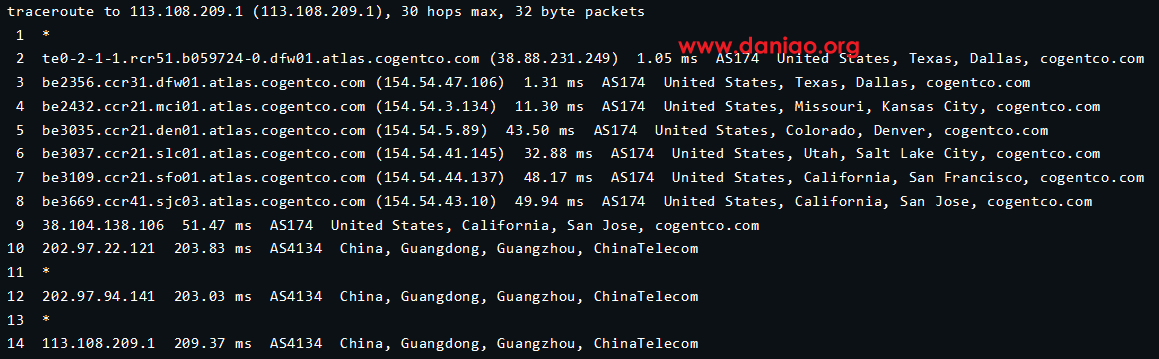 traceroute to 113.108.209.1 (113.108.209.1), 30 hops max, 32 byte packets
1 *
www.daniao.org
2 te0-2-1-1.rcr51.b059724-0.dfw01.atlas.cogentco.com (38.88.231.249) 1.05 ms AS174 United States, Texas, Dallas, cogentco.com
3 be2356.ccr31.dfw01.atlas.cogentco.com (154.54.47.106) 1.31 ms AS174 United States, Texas, Dallas, cogentco.com
4 be2432.ccr21.mci01.atlas.cogentco.com (154.54.3.134) 11.30 ms AS174 United States, Missouri, Kansas City, cogentco.com
5 be3035.ccr21.den01.atlas.cogentco.com (154.54.5.89) 43.50 ms AS174 United States, Colorado, Denver, cogentco.com
6 be3037.ccr21.slc01.atlas.cogentco.com (154.54.41.145) 32.88 ms AS174 United States, Utah, Salt Lake City, cogentco.com
7 be3109.ccr21.sfo01.atlas.cogentco.com (154.54.44.137) 48.17 ms AS174 United States, California, San Francisco, cogentco.com
8 be3669.ccr41.sjc03.atlas.cogentco.com (154.54.43.10) 49.94 ms AS174 United States, California, San Jose, cogentco.com
9 38.104.138.106 51.47 ms AS174 United States, California, San Jose, cogentco.com
10 202.97.22.121 203.83 ms AS4134 China, Guangdong, Guangzhou, ChinaTelecom
11 *
12 202.97.94.141 203.03 ms AS4134 China, Guangdong, Guangzhou, ChinaTelecom
13 *
14 113.108.209.1 209.37 ms AS4134 China, Guangdong, Guangzhou, ChinaTelecom